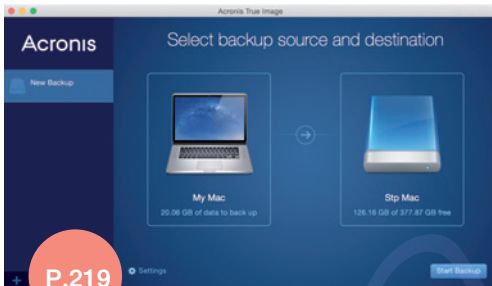 Acronis True Image
Acronis
Select backup source and destination
New Backup
My Mac
20.06 GB of data to back up
Stp Mac
126.16 GB of 377.87 GB free
Settings
Start Backup
+
P.219